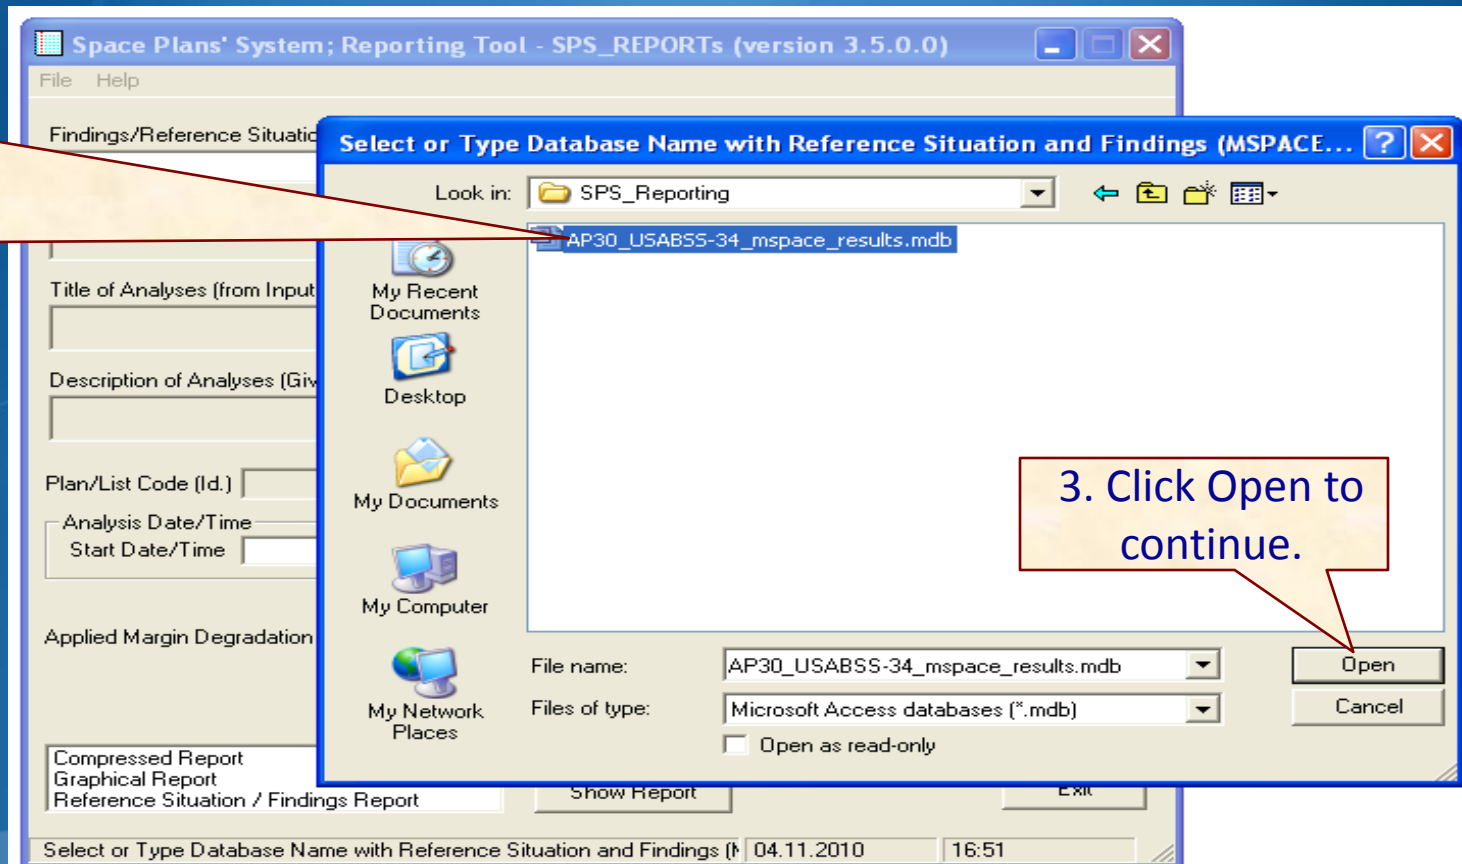 Space Plans' System; Reporting Tool - SPS_REPORTs (version 3.5.0.0)
File Help
Findings/Reference Situatio
Select or Type Database Name with Reference Situation and Findings (MSPACE...
Look in: SPS_Reporting
AP30_USABSS-34_mspace_results.mdb
Title of Analyses (from Input
My Recent
Documents
Description of Analyses (Giv
Desktop
Plan/List Code (Id.)
My Documents
3. Click Open to
continue.
Analysis Date/Time
Start Date/Time
My Computer
Applied Margin Degradation
File name: AP30_USABSS-34_mspace_results.mdb Open
My Network
Places
Files of type: Microsoft Access databases (*.mdb) Cancel
Open as read-only
Compressed Report
Graphical Report
Reference Situation / Findings Report
Show Report Exit
Select or Type Database Name with Reference Situation and Findings (M 04.11.2010 16:51